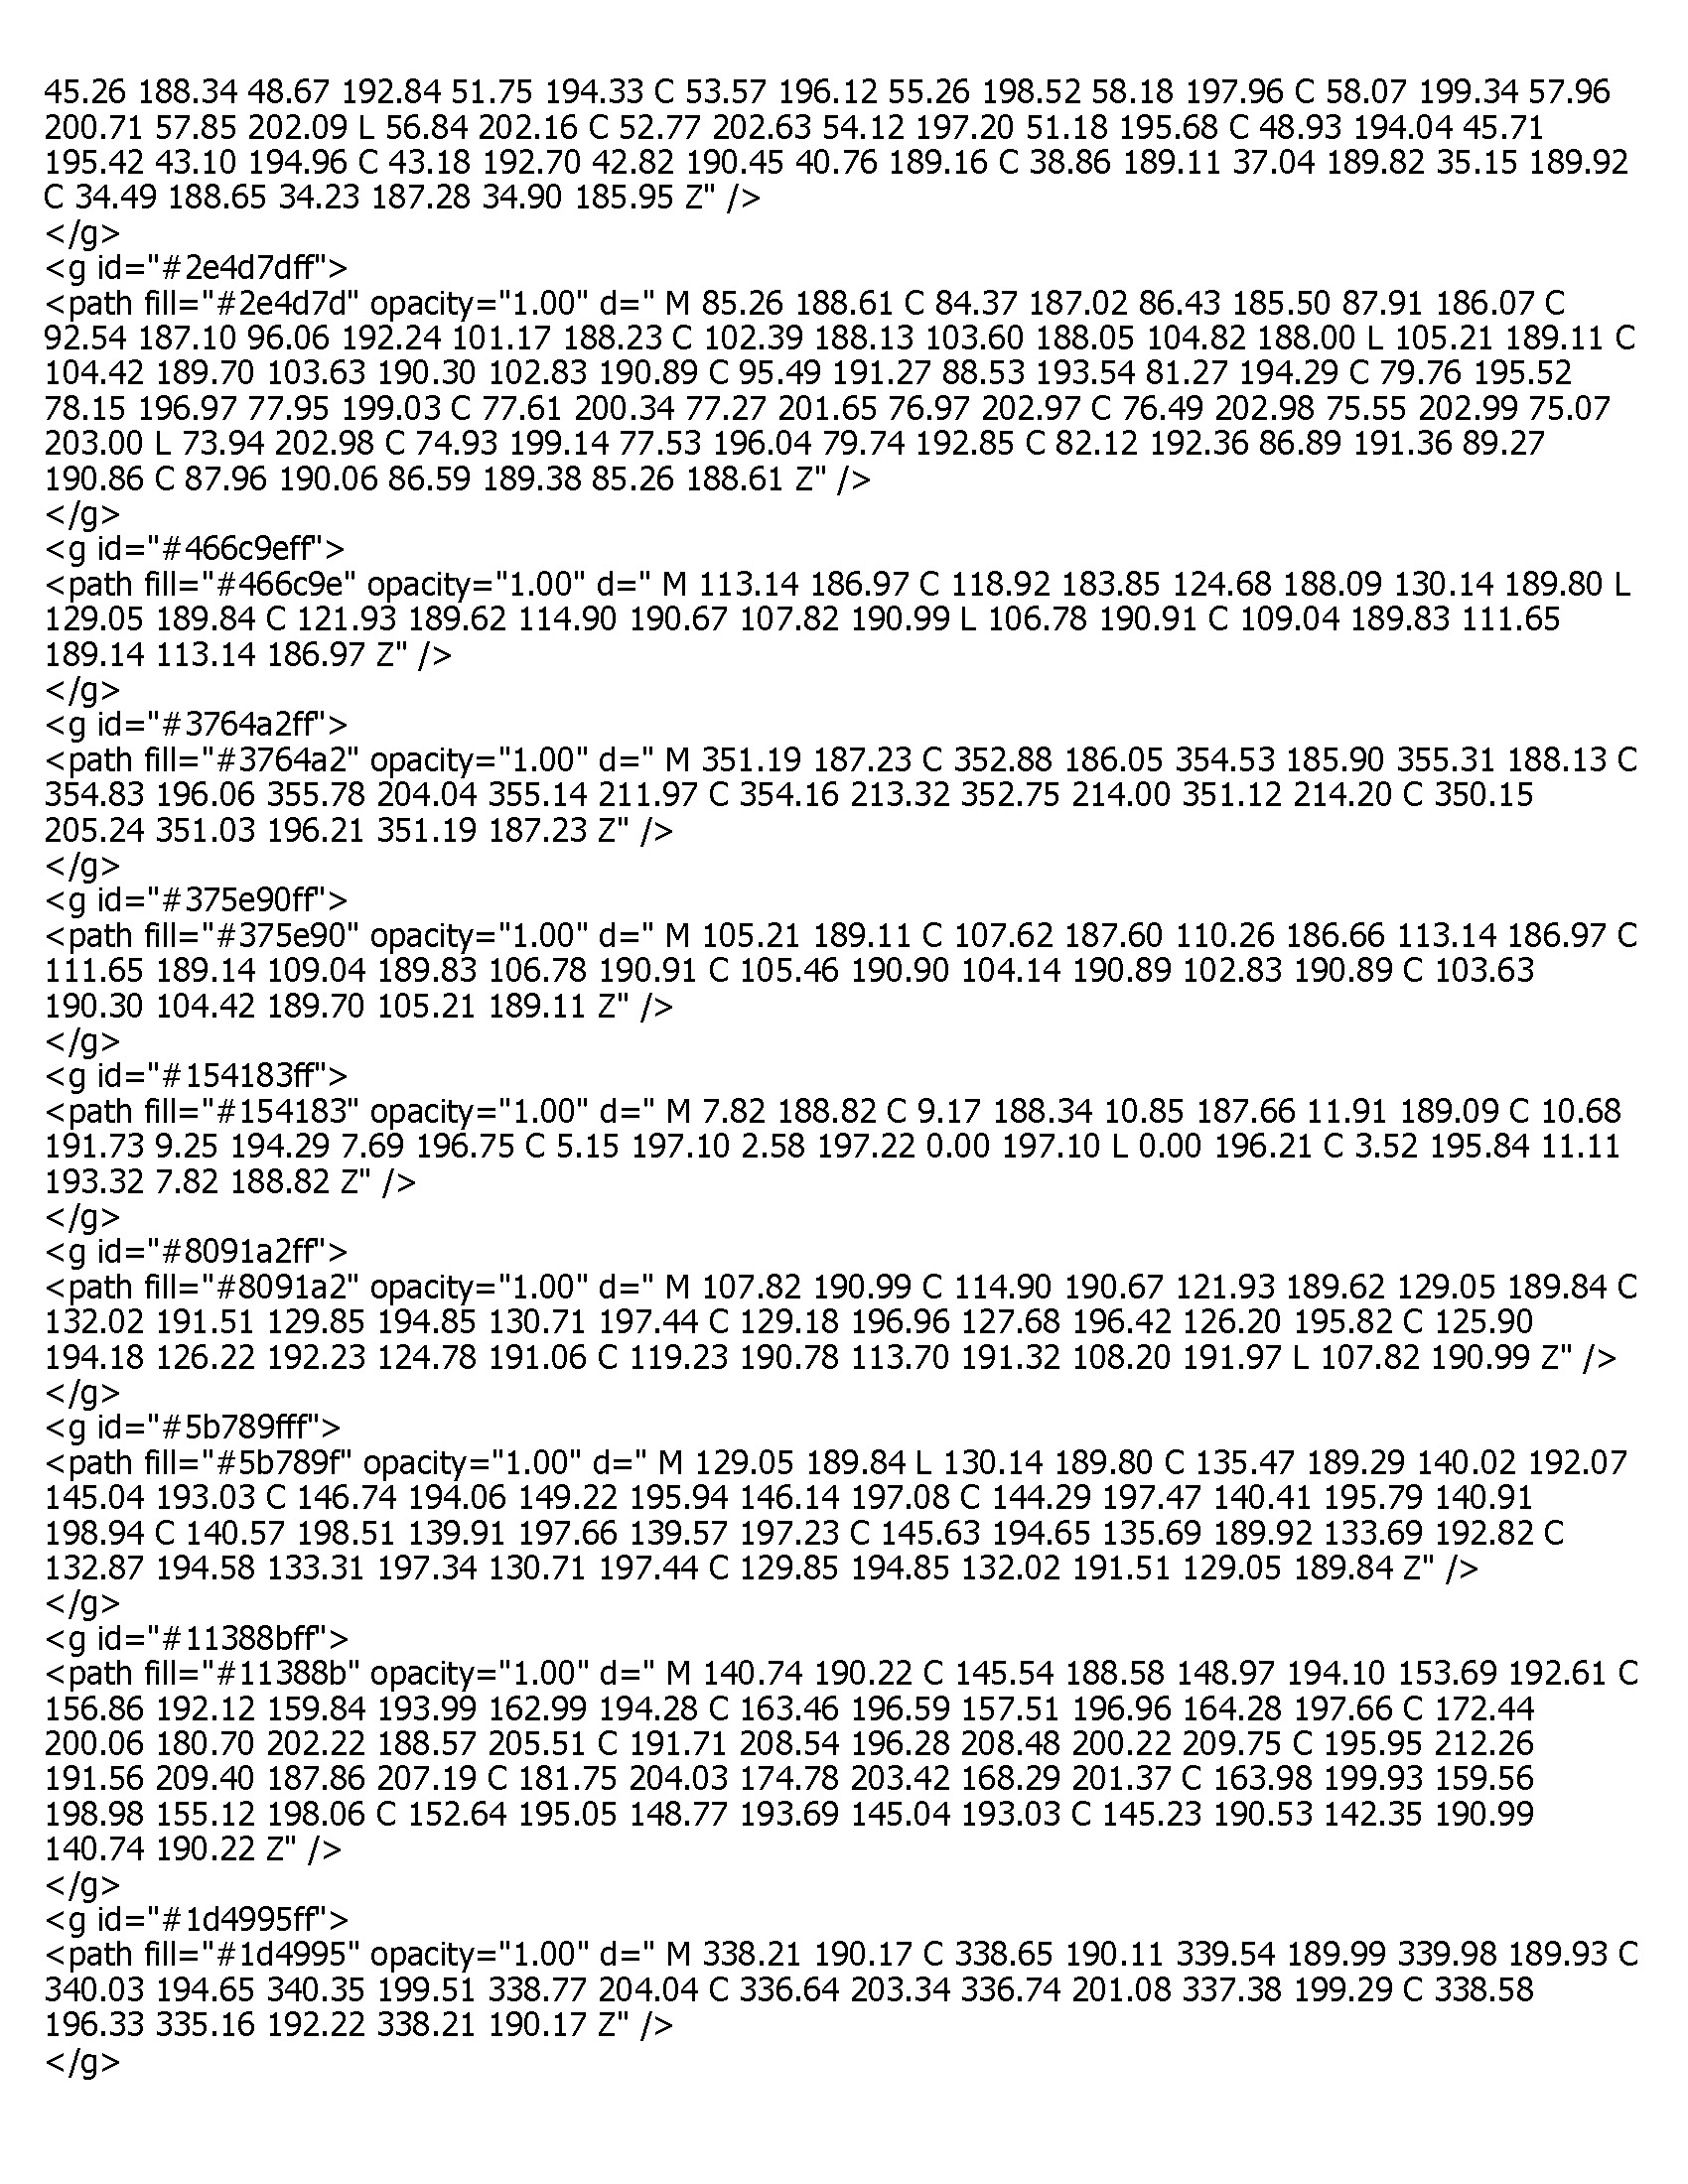 45.26 188.34 48.67 192.84 51.75 194.33 C 53.57 196.12 55.26 198.52 58.18 197.96 C 58.07 199.34 57.96
200.71 57.85 202.09 L 56.84 202.16 C 52.77 202.63 54.12 197.20 51.18 195.68 C 48.93 194.04 45.71
195.42 43.10 194.96 C 43.18 192.70 42.82 190.45 40.76 189.16 C 38.86 189.11 37.04 189.82 35.15 189.92
C 34.49 188.65 34.23 187.28 34.90 185.95 Z" />
</g>
<g id="#2e4d7dff">
<path fill="#2e4d7d" opacity="1.00" d=" M 85.26 188.61 C 84.37 187.02 86.43 185.50 87.91 186.07 C
92.54 187.10 96.06 192.24 101.17 188.23 C 102.39 188.13 103.60 188.05 104.82 188.00 L 105.21 189.11 C
104.42 189.70 103.63 190.30 102.83 190.89 C 95.49 191.27 88.53 193.54 81.27 194.29 C 79.76 195.52
78.15 196.97 77.95 199.03 C 77.61 200.34 77.27 201.65 76.97 202.97 C 76.49 202.98 75.55 202.99 75.07
203.00 L 73.94 202.98 C 74.93 199.14 77.53 196.04 79.74 192.85 C 82.12 192.36 86.89 191.36 89.27
190.86 C 87.96 190.06 86.59 189.38 85.26 188.61 Z" />
</g>
<g id="#466c9eff">
<path fill="#466c9e" opacity="1.00" d=" M 113.14 186.97 C 118.92 183.85 124.68 188.09 130.14 189.80 L
129.05 189.84 C 121.93 189.62 114.90 190.67 107.82 190.99 L 106.78 190.91 C 109.04 189.83 111.65
189.14 113.14 186.97 Z" />
</g>
<g id="#3764a2ff">
<path fill="#3764a2" opacity="1.00" d=" M 351.19 187.23 C 352.88 186.05 354.53 185.90 355.31 188.13 C
354.83 196.06 355.78 204.04 355.14 211.97 C 354.16 213.32 352.75 214.00 351.12 214.20 C 350.15
205.24 351.03 196.21 351.19 187.23 Z" />
</g>
<g id="#375e90ff">
<path fill="#375e90" opacity="1.00" d=" M 105.21 189.11 C 107.62 187.60 110.26 186.66 113.14 186.97 C
111.65 189.14 109.04 189.83 106.78 190.91 C 105.46 190.90 104.14 190.89 102.83 190.89 C 103.63
190.30 104.42 189.70 105.21 189.11 Z" />
</g>
<g id="#154183ff">
<path fill="#154183" opacity="1.00" d=" M 7.82 188.82 C 9.17 188.34 10.85 187.66 11.91 189.09 C 10.68
191.73 9.25 194.29 7.69 196.75 C 5.15 197.10 2.58 197.22 0.00 197.10 L 0.00 196.21 C 3.52 195.84 11.11
193.32 7.82 188.82 Z" />
</g>
<g id="#8091a2ff">
<path fill="#8091a2" opacity="1.00" d=" M 107.82 190.99 C 114.90 190.67 121.93 189.62 129.05 189.84 C
132.02 191.51 129.85 194.85 130.71 197.44 C 129.18 196.96 127.68 196.42 126.20 195.82 C 125.90
194.18 126.22 192.23 124.78 191.06 C 119.23 190.78 113.70 191.32 108.20 191.97 L 107.82 190.99 Z" />
</g>
<g id="#5b789fff">
<path fill="#5b789f" opacity="1.00" d=" M 129.05 189.84 L 130.14 189.80 C 135.47 189.29 140.02 192.07
145.04 193.03 C 146.74 194.06 149.22 195.94 146.14 197.08 C 144.29 197.47 140.41 195.79 140.91
198.94 C 140.57 198.51 139.91 197.66 139.57 197.23 C 145.63 194.65 135.69 189.92 133.69 192.82 C
132.87 194.58 133.31 197.34 130.71 197.44 C 129.85 194.85 132.02 191.51 129.05 189.84 Z" />
</g>
<g id="#11388bff">
<path fill="#11388b" opacity="1.00" d=" M 140.74 190.22 C 145.54 188.58 148.97 194.10 153.69 192.61 C
156.86 192.12 159.84 193.99 162.99 194.28 C 163.46 196.59 157.51 196.96 164.28 197.66 C 172.44
200.06 180.70 202.22 188.57 205.51 C 191.71 208.54 196.28 208.48 200.22 209.75 C 195.95 212.26
191.56 209.40 187.86 207.19 C 181.75 204.03 174.78 203.42 168.29 201.37 C 163.98 199.93 159.56
198.98 155.12 198.06 C 152.64 195.05 148.77 193.69 145.04 193.03 C 145.23 190.53 142.35 190.99
140.74 190.22 Z" />
</g>
<g id="#1d4995ff">
<path fill="#1d4995" opacity="1.00" d=" M 338.21 190.17 C 338.65 190.11 339.54 189.99 339.98 189.93 C
340.03 194.65 340.35 199.51 338.77 204.04 C 336.64 203.34 336.74 201.08 337.38 199.29 C 338.58
196.33 335.16 192.22 338.21 190.17 Z" />
</g>